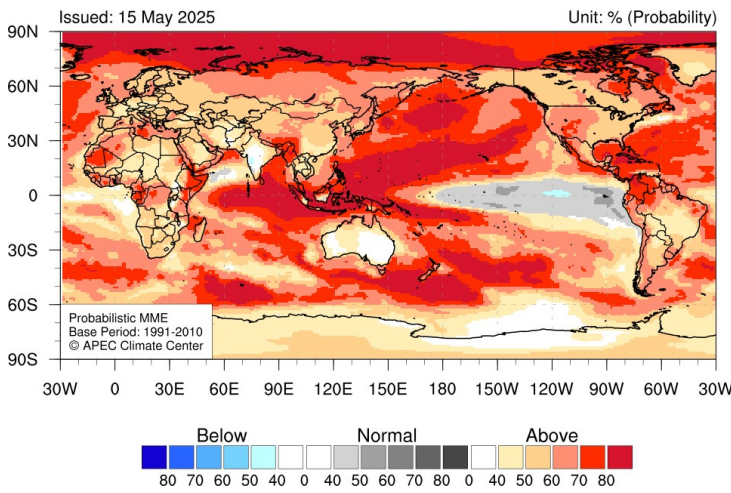 Issued: 15 May 2025 Unit: % (Probability)
90N
60N
30N
0
30S
60S
90S
Probabilistic MME
Base Period: 1991-2010
© APEC Climate Center
30W 0 30E 60E 90E 120E 150E 180 150W 120W 90W 60W 30W
Below Normal Above
80 70 60 50 40 0 40 50 60 70 80 0 40 50 60 70 80